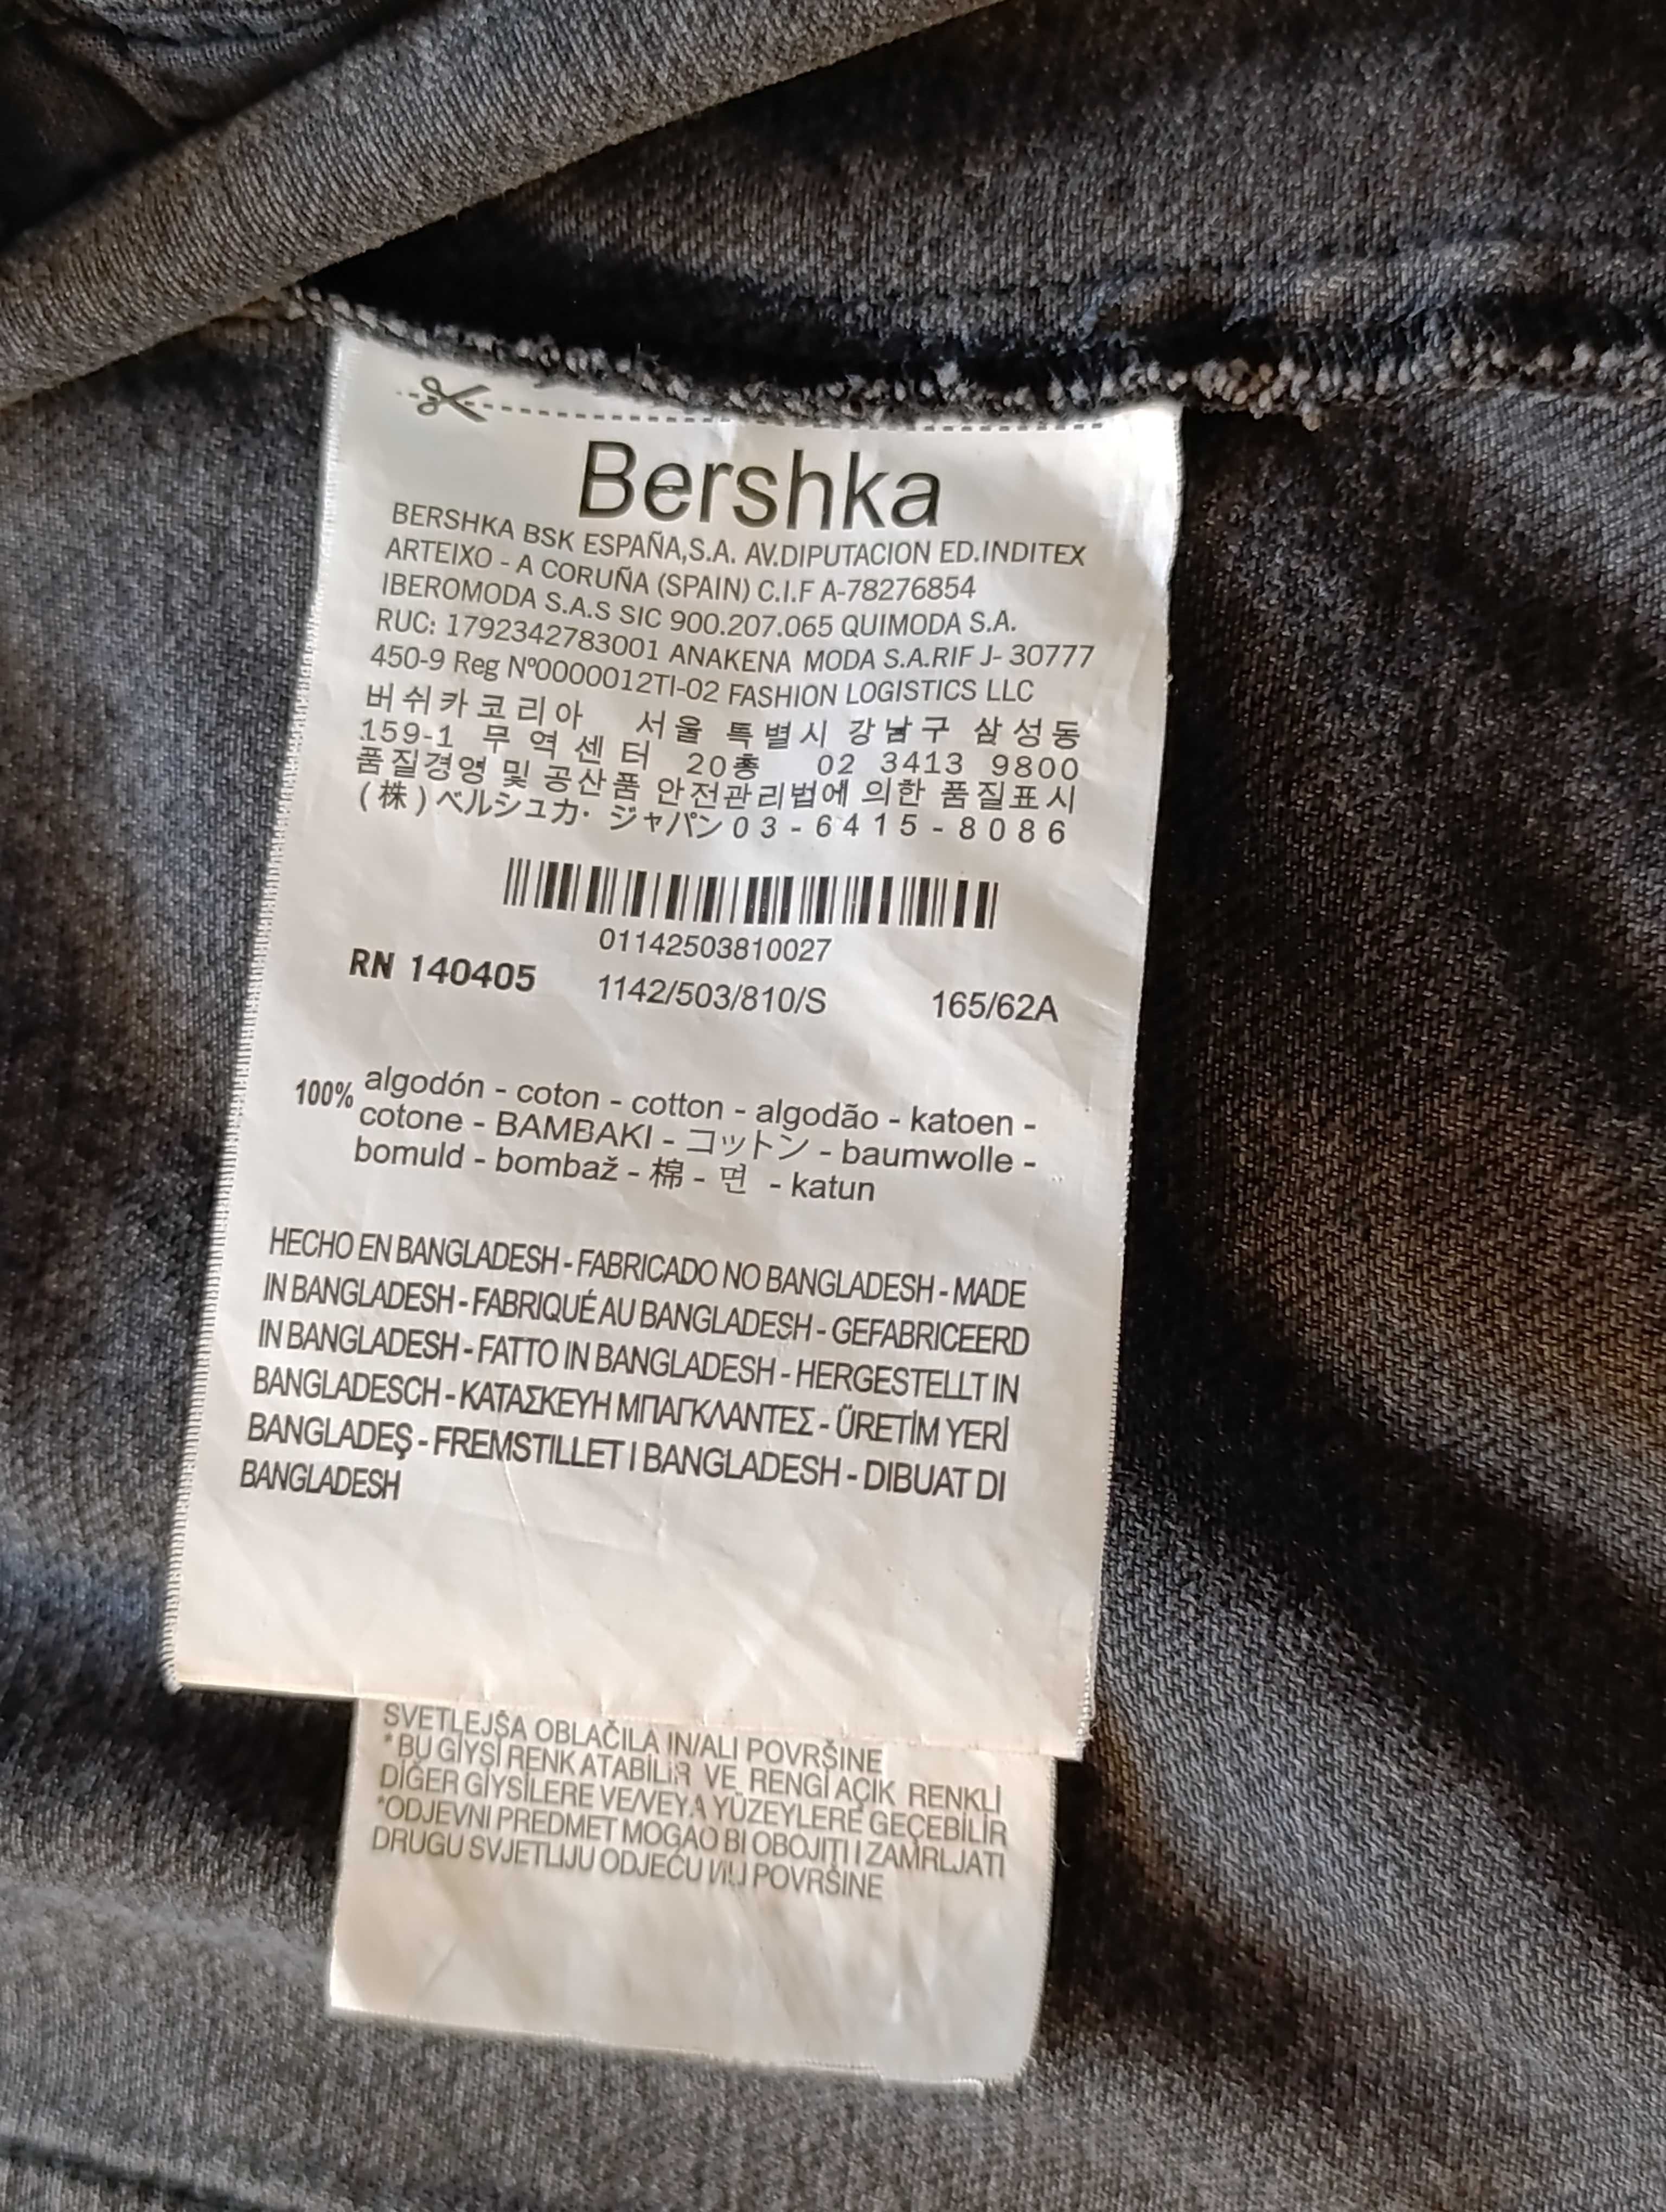 Bershka
BERSHKA BSK ESPAÑA,S.A. AV.DIPUTACION ED.INDITEX
ARTEIXO - A CORUÑA (SPAIN) C.I.F A-78276854
IBEROMODA S.A.S SIC 900.207.065 QUIMODA S.A.
RUC: 1792342783001 ANAKENA MODA S.A.RIF J- 30777
450-9 Reg Nº0000012TI-02 FASHION LOGISTICS LLC
버쉬카코리아 서울 특별시 강남구 삼성동
159-1 무역센터 20총 02 3413 9800
품질경영 및 공산품 안전관리법에 의한 품질표시
(株)ベルシュカ・ジャパン03-6415-8086
01142503810027
RN 140405 1142/503/810/S 165/62A
100% algodón - coton - cotton - algodão - katoen -
cotone - BAMBAKI - コットン - baumwolle -
bomuld - bombaž - 棉 - 면 - katun
HECHO EN BANGLADESH - FABRICADO NO BANGLADESH - MADE
IN BANGLADESH - FABRIQUÉ AU BANGLADESH - GEFABRICEERD
IN BANGLADESH - FATTO IN BANGLADESH - HERGESTELLT IN
BANGLADESCH - ΚΑΤΑΣΚΕΥΗ ΜΠΑΓΚΛΑΝΤΕΣ - ÜRETİM YERİ
BANGLADEŞ - FREMSTILLET I BANGLADESH - DIBUAT DI
BANGLADESH
SVETLEJŠA OBLAČILA IN/ALI POVRŠINE
*BU GİYSİ RENK ATABİLİR VE RENGİ AÇIK RENKLİ
DİĞER GİYSİLERE VE/VEYA YÜZEYLERE GEÇEBİLİR
*ODJEVNI PREDMET MOGAO BI OBOJITI I ZAMRLJATI
DRUGU SVJETLIJU ODJEĆU I/ILI POVRŠINE